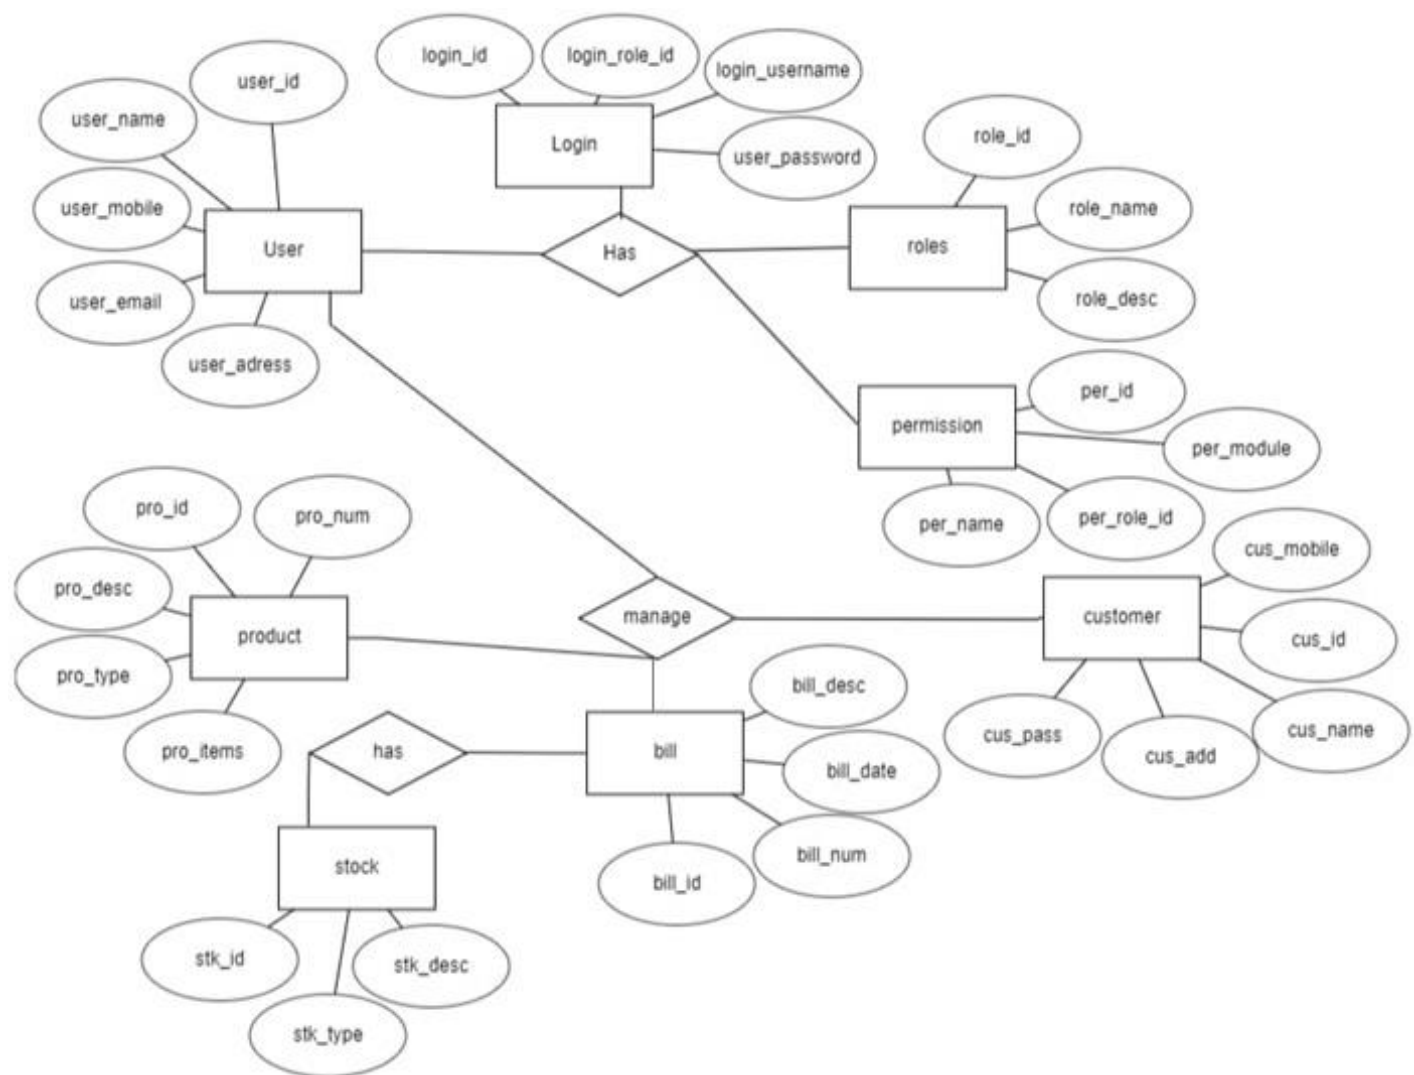 login_id
login_role_id
login_username
user_id
user_name
Login
role_id
user_password
user_mobile
role_name
User
Has
roles
user_email
role_desc
user_adress
per_id
permission
per_module
pro_id
pro_num
per_name
per_role_id
cus_mobile
pro_desc
product
manage
customer
cus_id
pro_type
bill_desc
pro_items
has
bill
cus_pass
cus_add
cus_name
bill_date
stock
bill_num
bill_id
stk_id
stk_desc
stk_type